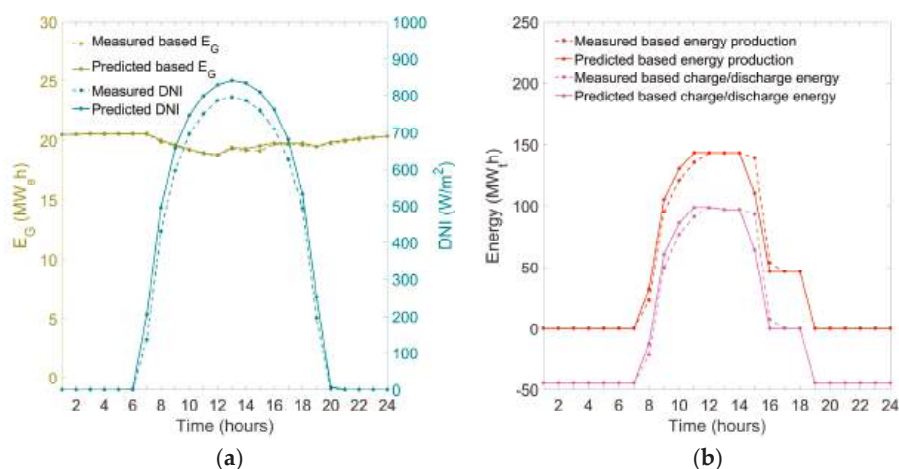 30
25
20
15
10
5
0
E_G (MW_eh)
Measured based E_G
Predicted based E_G
Measured DNI
Predicted DNI
1000
900
800
700
600
500
400
300
200
100
0
DNI (W/m²)
2 4 6 8 10 12 14 16 18 20 22 24
Time (hours)
(a)
250
200
150
100
50
0
-50
Energy (MW_th)
Measured based energy production
Predicted based energy production
Measured based charge/discharge energy
Predicted based charge/discharge energy
2 4 6 8 10 12 14 16 18 20 22 24
Time (hours)
(b)